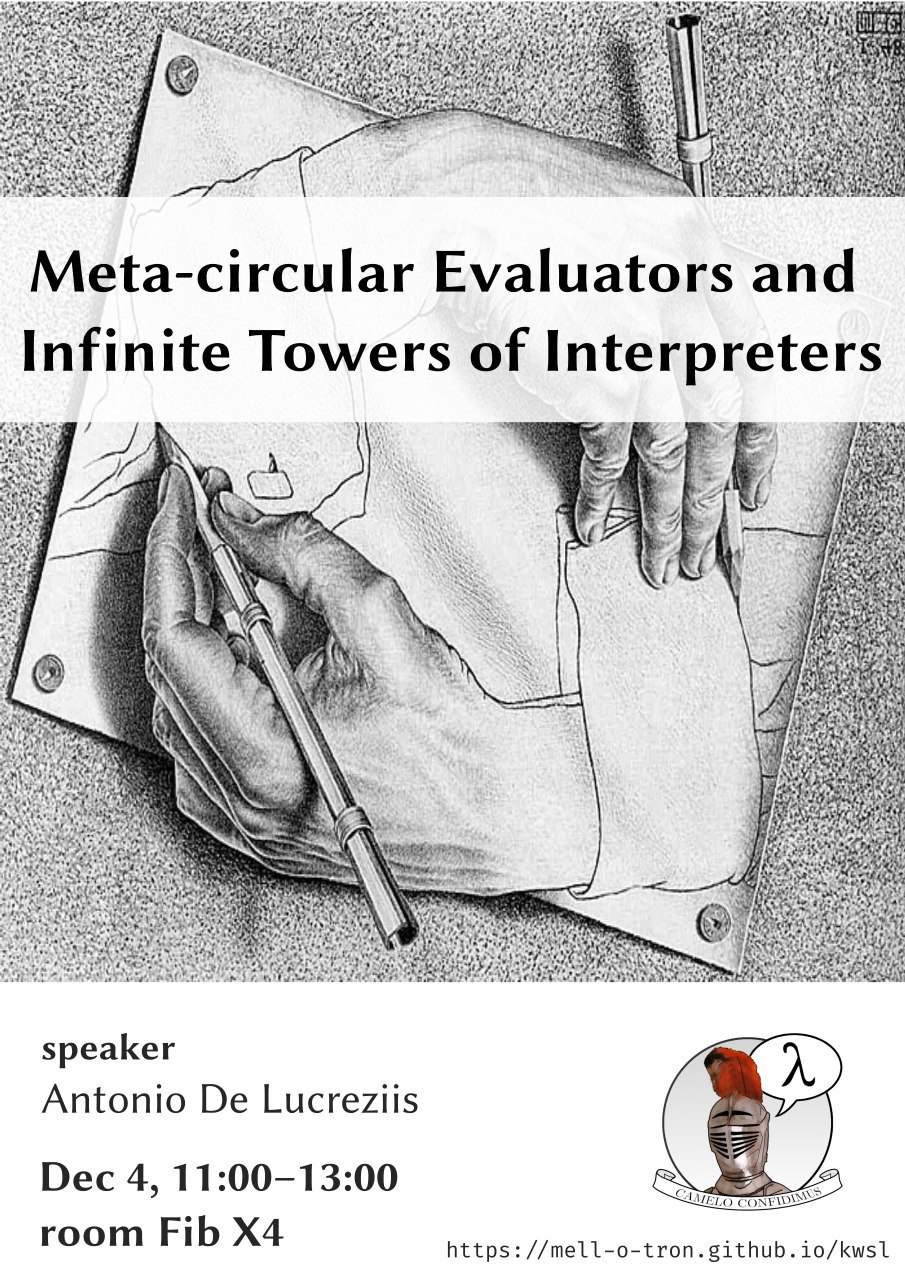 Meta-circular Evaluators and
Infinite Towers of Interpreters
speaker
Antonio De Lucreziis
Dec 4, 11:00–13:00
room Fib X4
λ
CAMELO CONFIDIMUS
https://mell-o-tron.github.io/kwsl